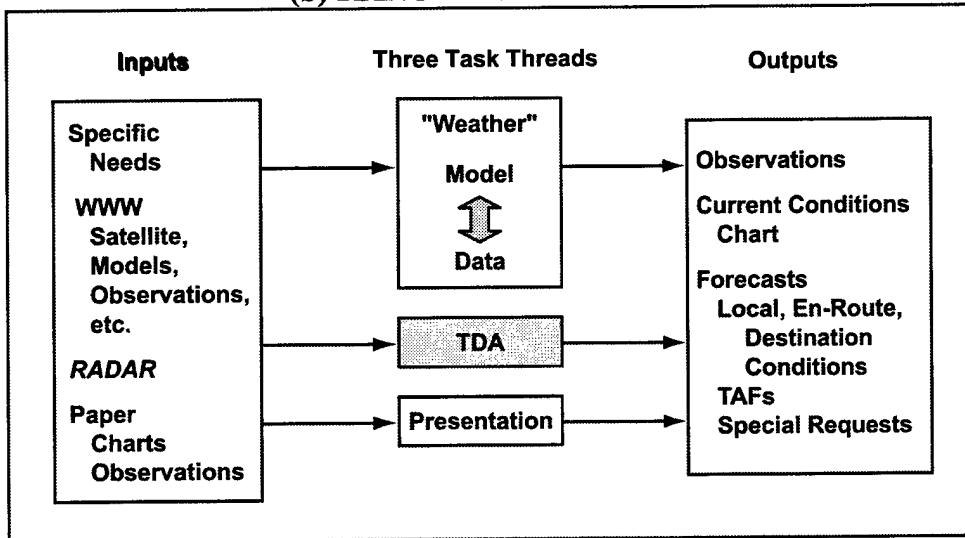 Inputs
Three Task Threads
Outputs
Specific
Needs
WWW
Satellite,
Models,
Observations,
etc.
RADAR
Paper
Charts
Observations
"Weather"
Model
Data
TDA
Presentation
Observations
Current Conditions
Chart
Forecasts
Local, En-Route,
Destination
Conditions
TAFs
Special Requests